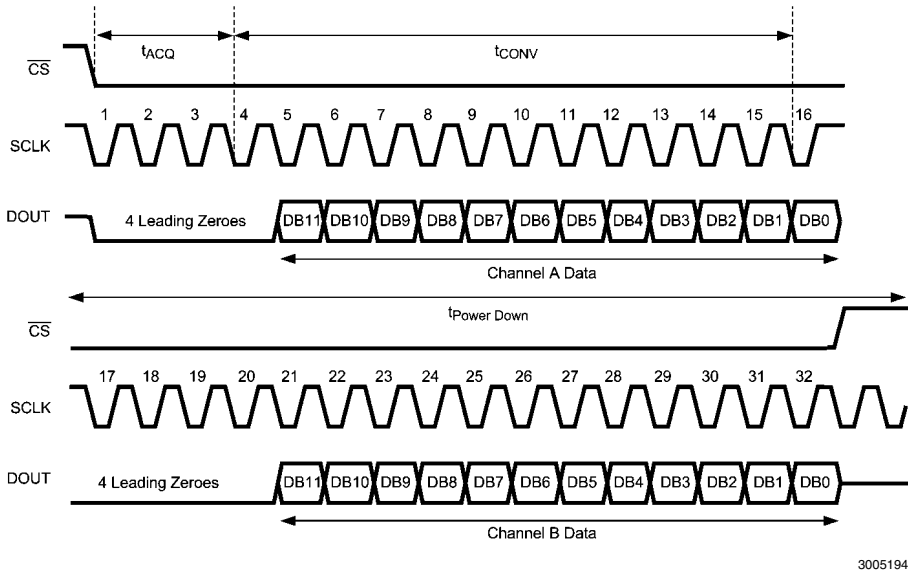 tACQ tCONV
CS
1 2 3 4 5 6 7 8 9 10 11 12 13 14 15 16
SCLK
DOUT 4 Leading Zeroes DB11 DB10 DB9 DB8 DB7 DB6 DB5 DB4 DB3 DB2 DB1 DB0
Channel A Data
tPower Down
CS
17 18 19 20 21 22 23 24 25 26 27 28 29 30 31 32
SCLK
DOUT 4 Leading Zeroes DB11 DB10 DB9 DB8 DB7 DB6 DB5 DB4 DB3 DB2 DB1 DB0
Channel B Data
3005194